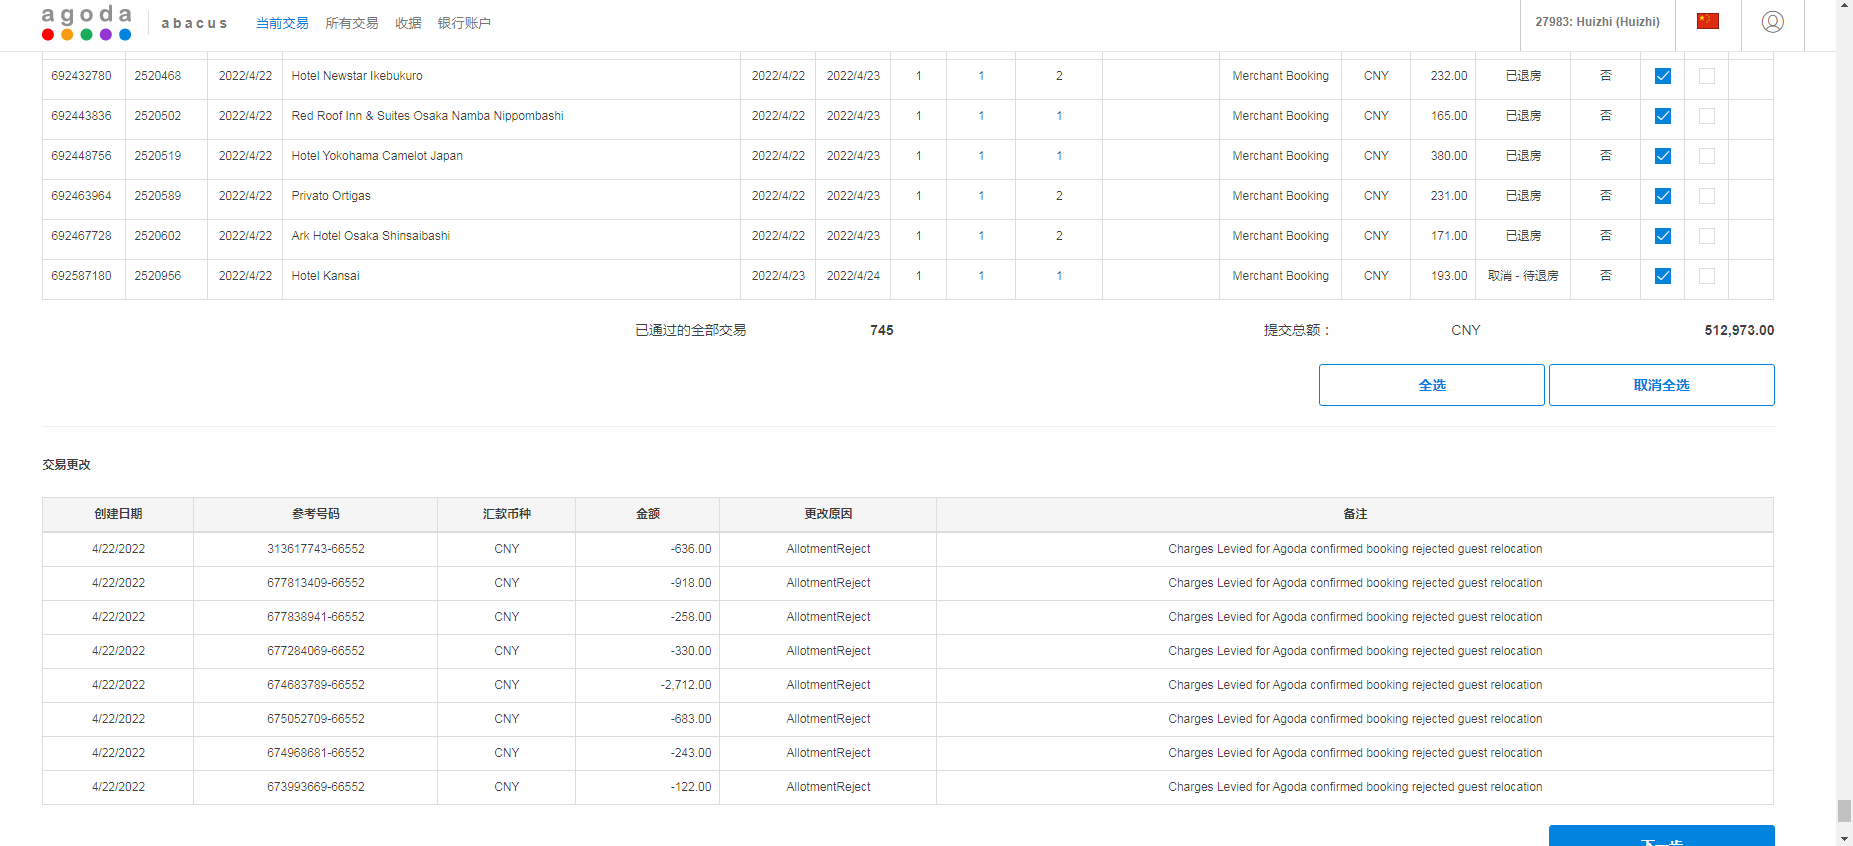 agoda abacus 当前交易 所有交易 收据 银行账户 27983: Huizhi (Huizhi)
692432780 2520468 2022/4/22 Hotel Newstar Ikebukuro 2022/4/22 2022/4/23 1 1 2 Merchant Booking CNY 232.00 已退房 否
692443836 2520502 2022/4/22 Red Roof Inn & Suites Osaka Namba Nippombashi 2022/4/22 2022/4/23 1 1 1 Merchant Booking CNY 165.00 已退房 否
692448756 2520519 2022/4/22 Hotel Yokohama Camelot Japan 2022/4/22 2022/4/23 1 1 1 Merchant Booking CNY 380.00 已退房 否
692463964 2520589 2022/4/22 Privato Ortigas 2022/4/22 2022/4/23 1 1 2 Merchant Booking CNY 231.00 已退房 否
692467728 2520602 2022/4/22 Ark Hotel Osaka Shinsaibashi 2022/4/22 2022/4/23 1 1 2 Merchant Booking CNY 171.00 已退房 否
692587180 2520956 2022/4/22 Hotel Kansai 2022/4/23 2022/4/24 1 1 1 Merchant Booking CNY 193.00 取消 - 待退房 否
已通过的全部交易 745 提交总额： CNY 512,973.00
全选 取消全选
交易更改
创建日期 参考号码 汇款币种 金额 更改原因 备注
4/22/2022 313617743-66552 CNY -636.00 AllotmentReject Charges Levied for Agoda confirmed booking rejected guest relocation
4/22/2022 677813409-66552 CNY -918.00 AllotmentReject Charges Levied for Agoda confirmed booking rejected guest relocation
4/22/2022 677838941-66552 CNY -258.00 AllotmentReject Charges Levied for Agoda confirmed booking rejected guest relocation
4/22/2022 677284069-66552 CNY -330.00 AllotmentReject Charges Levied for Agoda confirmed booking rejected guest relocation
4/22/2022 674683789-66552 CNY -2,712.00 AllotmentReject Charges Levied for Agoda confirmed booking rejected guest relocation
4/22/2022 675052709-66552 CNY -683.00 AllotmentReject Charges Levied for Agoda confirmed booking rejected guest relocation
4/22/2022 674968681-66552 CNY -243.00 AllotmentReject Charges Levied for Agoda confirmed booking rejected guest relocation
4/22/2022 673993669-66552 CNY -122.00 AllotmentReject Charges Levied for Agoda confirmed booking rejected guest relocation
下一步